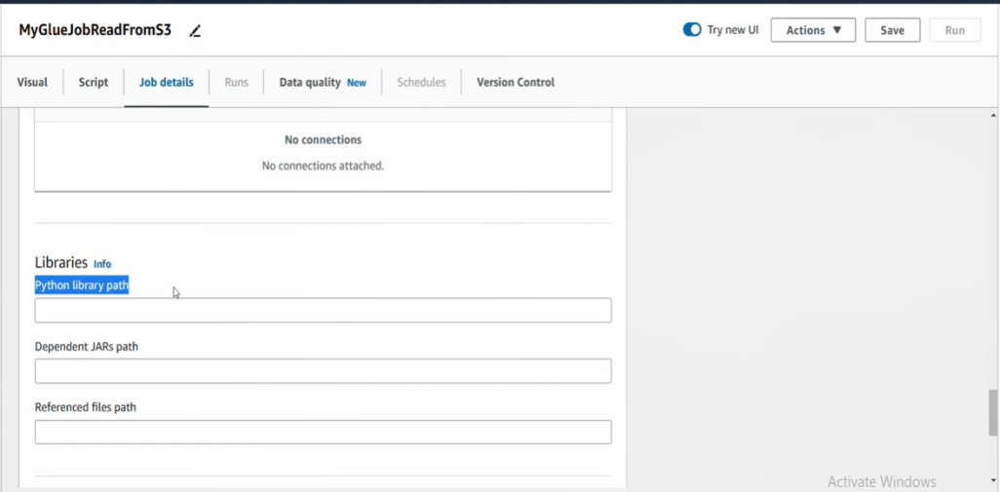 MyGlueJobReadFromS3
Try new UI
Actions
Save
Run
Visual
Script
Job details
Runs
Data quality New
Schedules
Version Control
No connections
No connections attached.
Libraries Info
Python library path
Dependent JARs path
Referenced files path
Activate Windows